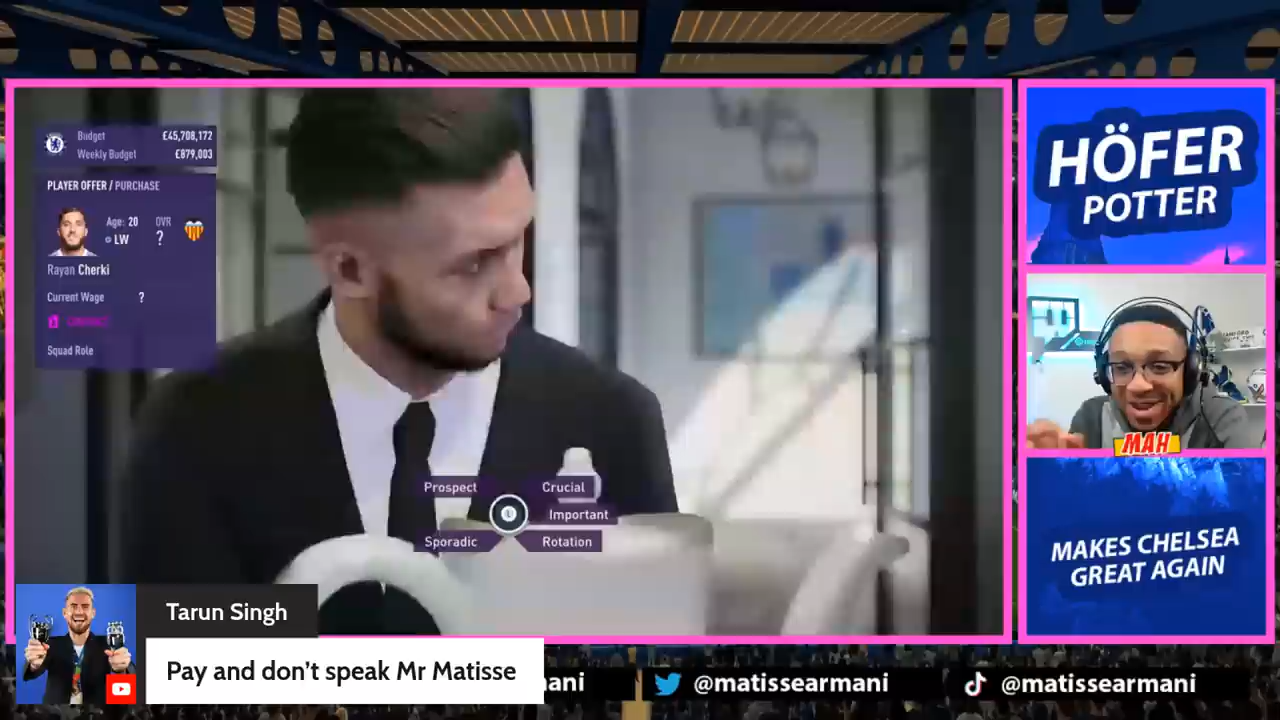 Budget £45,708,172
Weekly Budget £879,003
PLAYER OFFER / PURCHASE
Age: 20 OVR
LW ?
Rayan Cherki
Current Wage ?
CONTRACT
Squad Role
Prospect Crucial
Important
Sporadic Rotation
HÖFER
POTTER
MAH
MAKES CHELSEA
GREAT AGAIN
Tarun Singh
Pay and don't speak Mr Matisse
ani
@matissearmani
@matissearmani